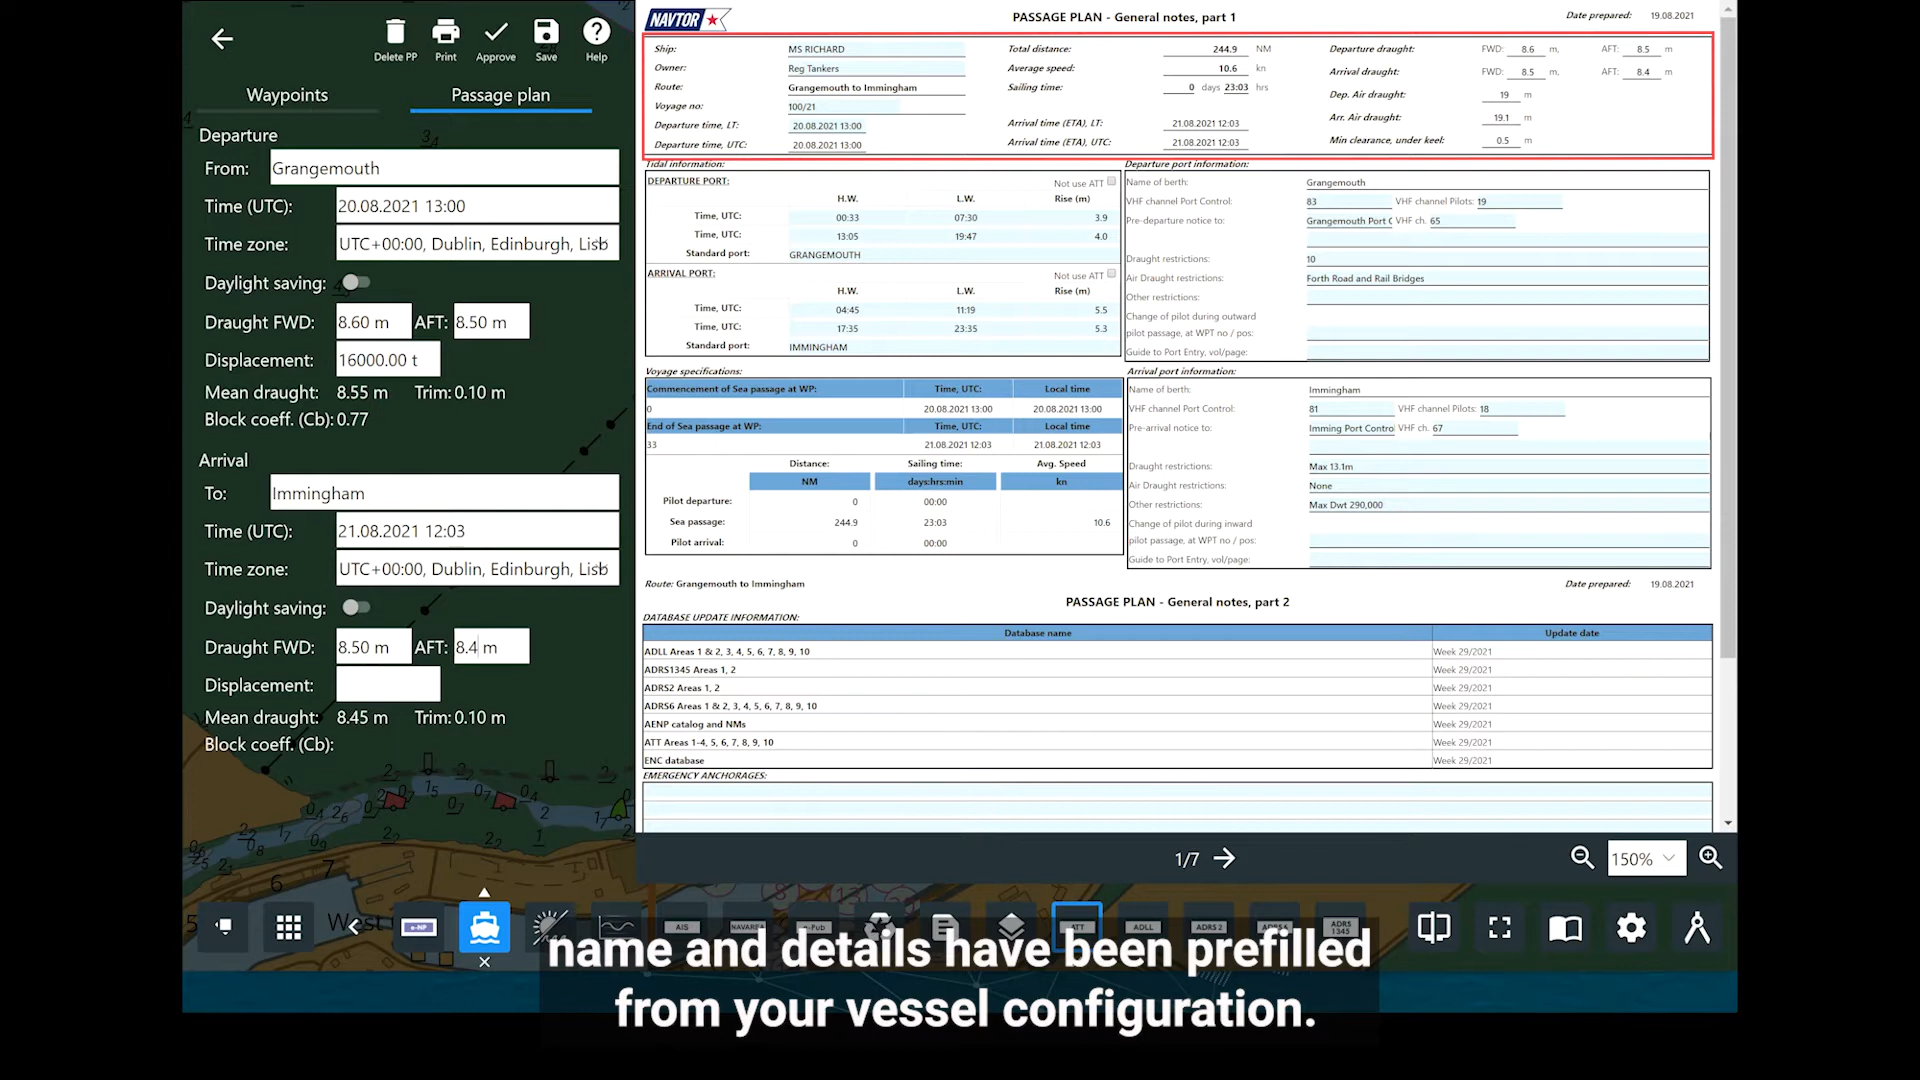 Delete PP Print Approve Save Help
Waypoints Passage plan
Departure
From: Grangemouth
Time (UTC): 20.08.2021 13:00
Time zone: UTC+00:00, Dublin, Edinburgh, Lisb
Daylight saving:
Draught FWD: 8.60 m AFT: 8.50 m
Displacement: 16000.00 t
Mean draught: 8.55 m Trim: 0.10 m
Block coeff. (Cb): 0.77
Arrival
To: Immingham
Time (UTC): 21.08.2021 12:03
Time zone: UTC+00:00, Dublin, Edinburgh, Lisb
Daylight saving:
Draught FWD: 8.50 m AFT: 8.4 m
Displacement:
Mean draught: 8.45 m Trim: 0.10 m
Block coeff. (Cb):
NAVTOR PASSAGE PLAN - General notes, part 1 Date prepared: 19.08.2021
Ship: MS RICHARD Total distance: 244.9 NM Departure draught: FWD: 8.6 m, AFT: 8.5 m
Owner: Reg Tankers Average speed: 10.6 kn Arrival draught: FWD: 8.5 m, AFT: 8.4 m
Route: Grangemouth to Immingham Sailing time: 0 days 23:03 hrs Dep. Air draught: 19 m
Voyage no: 100/21 Arr. Air draught: 19.1 m
Departure time, LT: 20.08.2021 13:00 Arrival time (ETA), LT: 21.08.2021 12:03
Departure time, UTC: 20.08.2021 13:00 Arrival time (ETA), UTC: 21.08.2021 12:03 Min clearance, under keel: 0.5 m
Tidal information:
DEPARTURE PORT: Not use ATT
H.W. L.W. Rise (m)
Time, UTC: 00:33 07:30 3.9
Time, UTC: 13:05 19:47 4.0
Standard port: GRANGEMOUTH
ARRIVAL PORT: Not use ATT
H.W. L.W. Rise (m)
Time, UTC: 04:45 11:19 5.5
Time, UTC: 17:35 23:35 5.3
Standard port: IMMINGHAM
Departure port information:
Name of berth: Grangemouth
VHF channel Port Control: 83 VHF channel Pilots: 19
Pre-departure notice to: Grangemouth Port C VHF ch. 65
Draught restrictions: 10
Air Draught restrictions: Forth Road and Rail Bridges
Other restrictions:
Change of pilot during outward
pilot passage, at WPT no / pos:
Guide to Port Entry, vol/page:
Voyage specifications:
Commencement of Sea passage at WP: Time, UTC: Local time
0 20.08.2021 13:00 20.08.2021 13:00
End of Sea passage at WP: Time, UTC: Local time
33 21.08.2021 12:03 21.08.2021 12:03
Distance: Sailing time: Avg. Speed
NM days:hrs:min kn
Pilot departure: 0 00:00
Sea passage: 244.9 23:03 10.6
Pilot arrival: 0 00:00
Arrival port information:
Name of berth: Immingham
VHF channel Port Control: 81 VHF channel Pilots: 18
Pre-arrival notice to: Imming Port Contro VHF ch. 67
Draught restrictions: Max 13.1m
Air Draught restrictions: None
Other restrictions: Max Dwt 290,000
Change of pilot during inward
pilot passage, at WPT no / pos:
Guide to Port Entry, vol/page:
Route: Grangemouth to Immingham Date prepared: 19.08.2021
PASSAGE PLAN - General notes, part 2
DATABASE UPDATE INFORMATION:
Database name Update date
ADLL Areas 1 & 2, 3, 4, 5, 6, 7, 8, 9, 10 Week 29/2021
ADRS1345 Areas 1, 2 Week 29/2021
ADRS2 Areas 1, 2 Week 29/2021
ADRS6 Areas 1 & 2, 3, 4, 5, 6, 7, 8, 9, 10 Week 29/2021
AENP catalog and NMs Week 29/2021
ATT Areas 1-4, 5, 6, 7, 8, 9, 10 Week 29/2021
ENC database Week 29/2021
EMERGENCY ANCHORAGES:
1/7 150%
West
e-NP AIS NAVAREA e-Pub ATT ADLL ADRS 2 ADRS 6 ADRS 1345
name and details have been prefilled
from your vessel configuration.